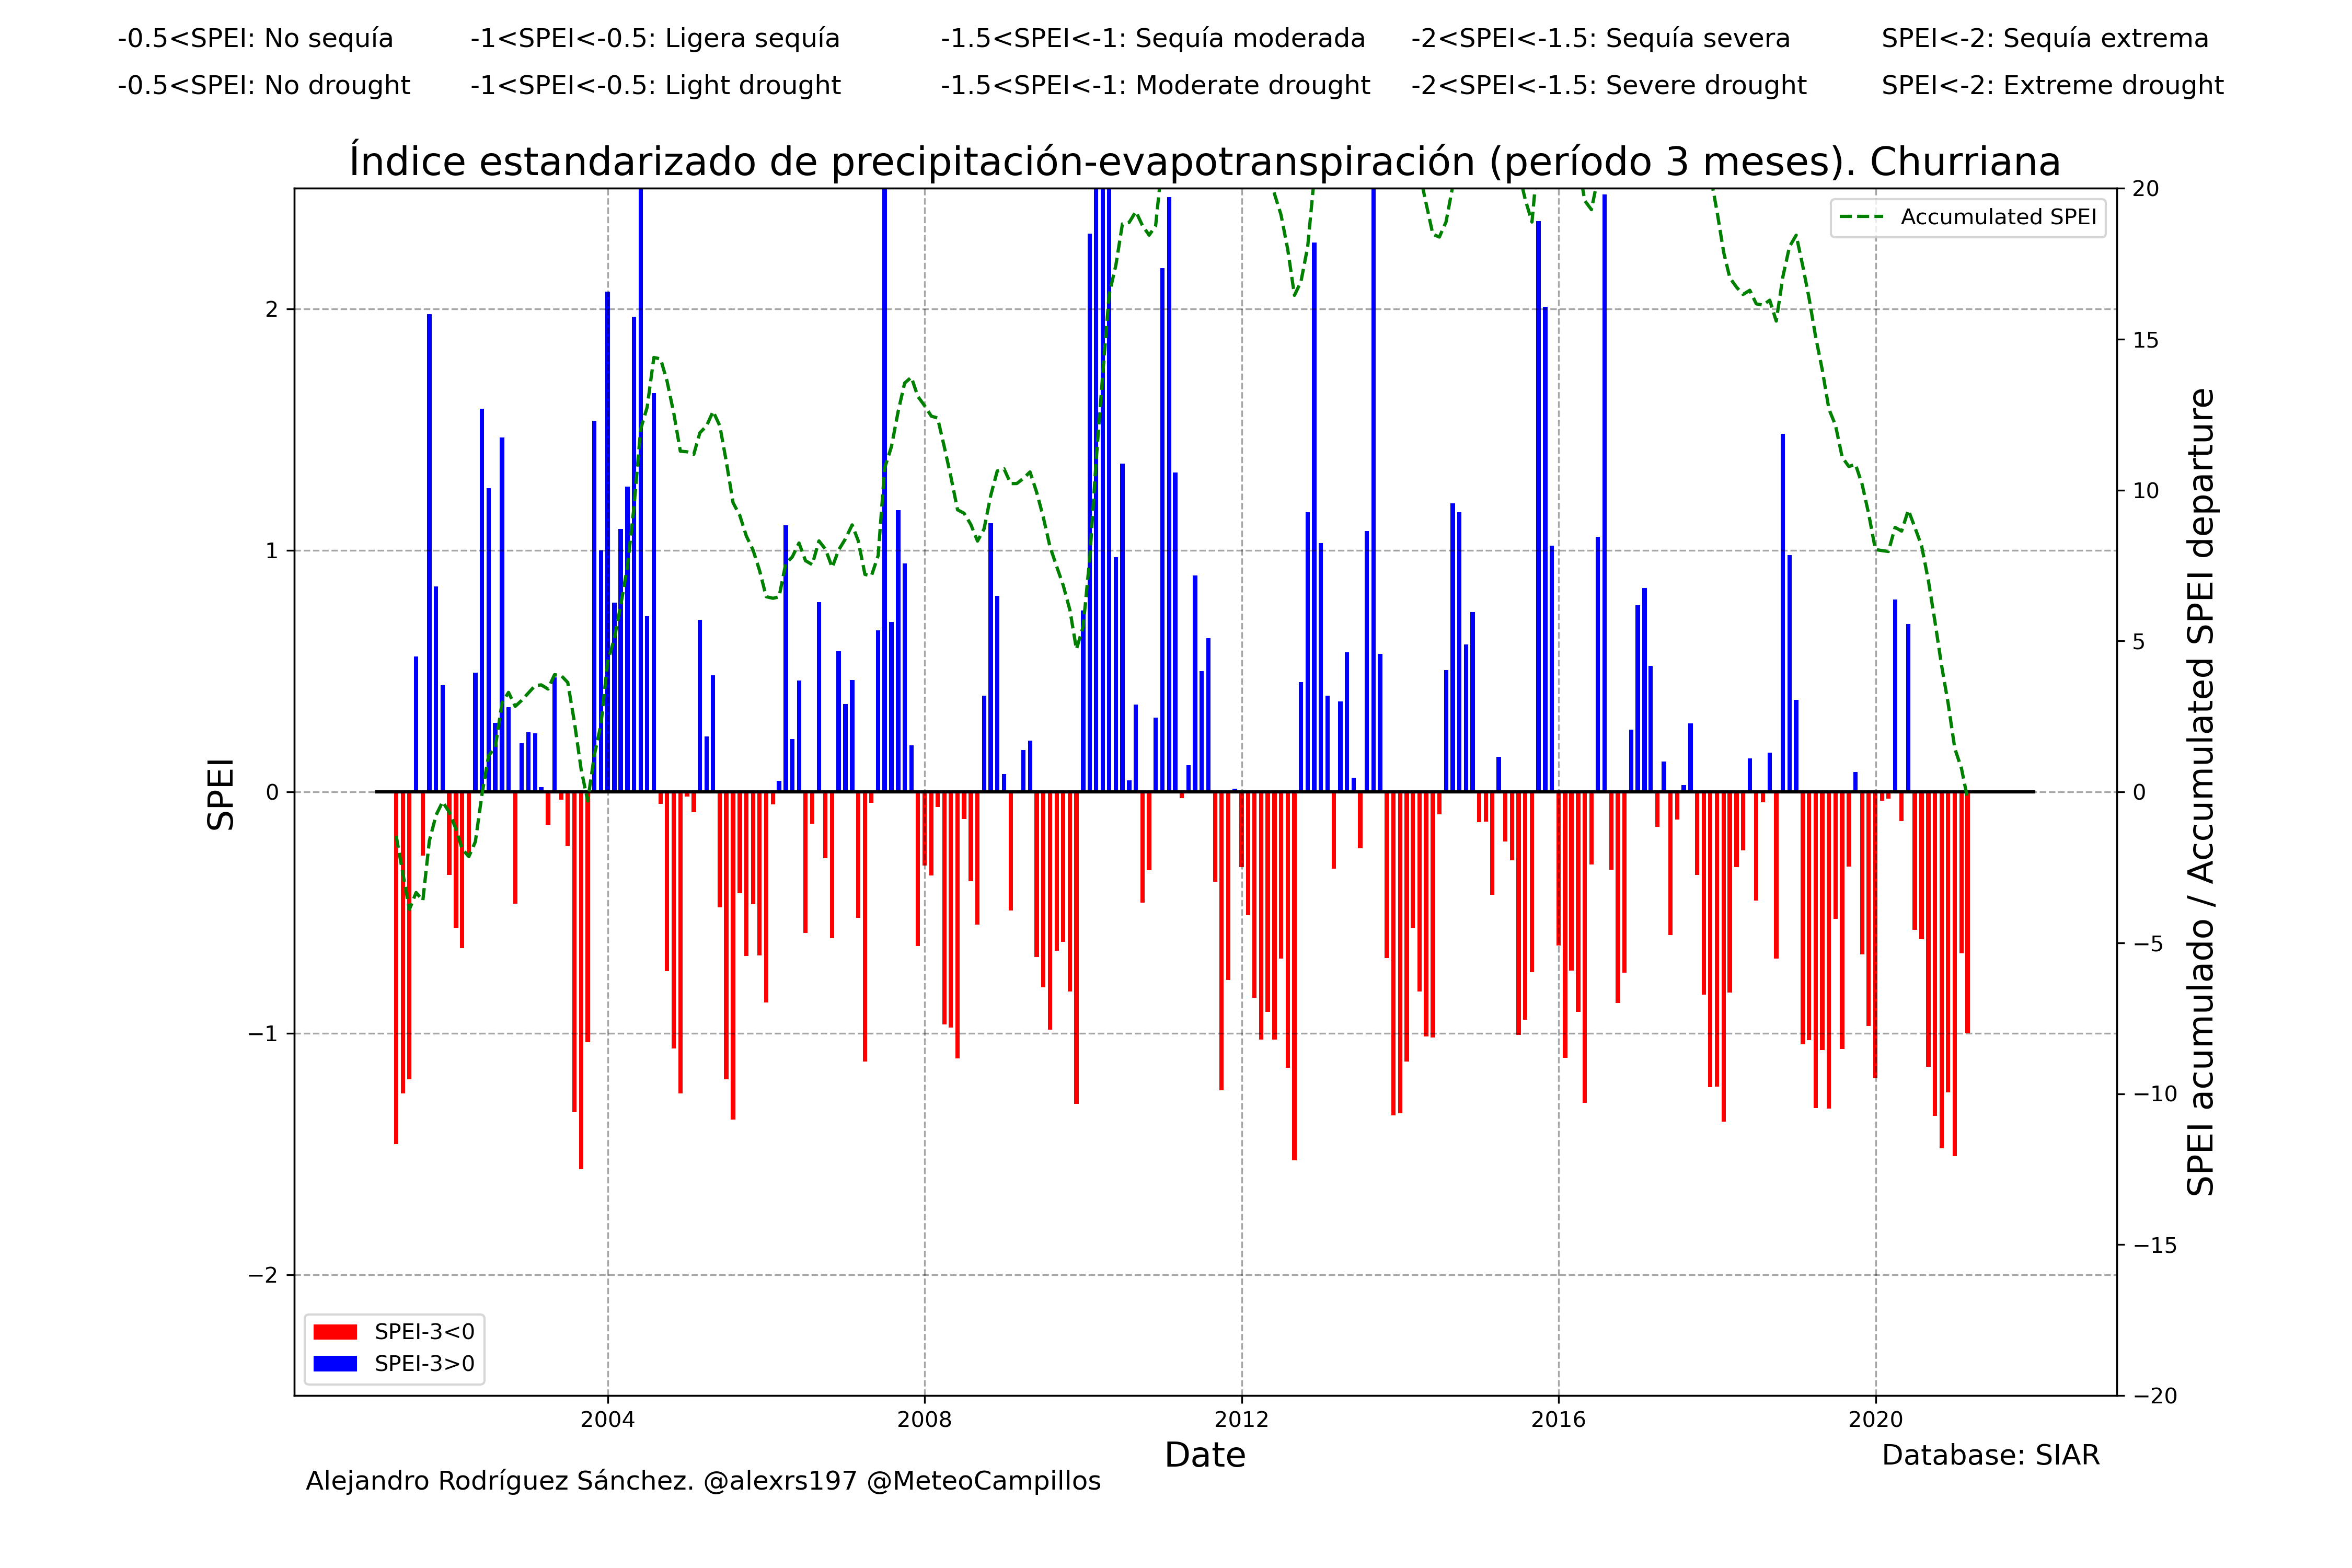 -0.5<SPEI: No sequía -1<SPEI<-0.5: Ligera sequía -1.5<SPEI<-1: Sequía moderada -2<SPEI<-1.5: Sequía severa SPEI<-2: Sequía extrema
-0.5<SPEI: No drought -1<SPEI<-0.5: Light drought -1.5<SPEI<-1: Moderate drought -2<SPEI<-1.5: Severe drought SPEI<-2: Extreme drought
Índice estandarizado de precipitación-evapotranspiración (período 3 meses). Churriana
Accumulated SPEI
SPEI
2
1
0
−1
−2
20
15
10
5
0
−5
−10
−15
−20
SPEI acumulado / Accumulated SPEI departure
SPEI-3<0
SPEI-3>0
2004 2008 2012 2016 2020
Date
Database: SIAR
Alejandro Rodríguez Sánchez. @alexrs197 @MeteoCampillos